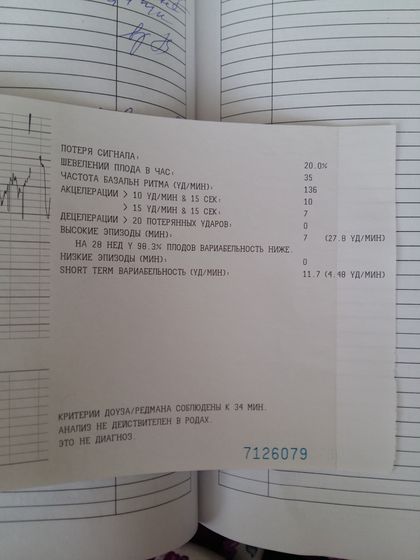 ПОТЕРЯ СИГНАЛА: 20.0%
ШЕВЕЛЕНИЙ ПЛОДА В ЧАС: 35
ЧАСТОТА БАЗАЛЬН РИТМА (УД/МИН): 136
АКЦЕЛЕРАЦИИ > 10 УД/МИН & 15 СЕК: 10
> 15 УД/МИН & 15 СЕК: 7
ДЕЦЕЛЕРАЦИИ > 20 ПОТЕРЯННЫХ УДАРОВ: 0
ВЫСОКИЕ ЭПИЗОДЫ (МИН): 7 (27.8 УД/МИН)
НА 28 НЕД У 98.3% ПЛОДОВ ВАРИАБЕЛЬНОСТЬ НИЖЕ.
НИЗКИЕ ЭПИЗОДЫ (МИН): 0
SHORT TERM ВАРИАБЕЛЬНОСТЬ (УД/МИН): 11.7 (4.48 УД/МИН)
КРИТЕРИИ ДОУЗА/РЕДМАНА СОБЛЮДЕНЫ К 34 МИН.
АНАЛИЗ НЕ ДЕЙСТВИТЕЛЕН В РОДАХ.
ЭТО НЕ ДИАГНОЗ
7126079